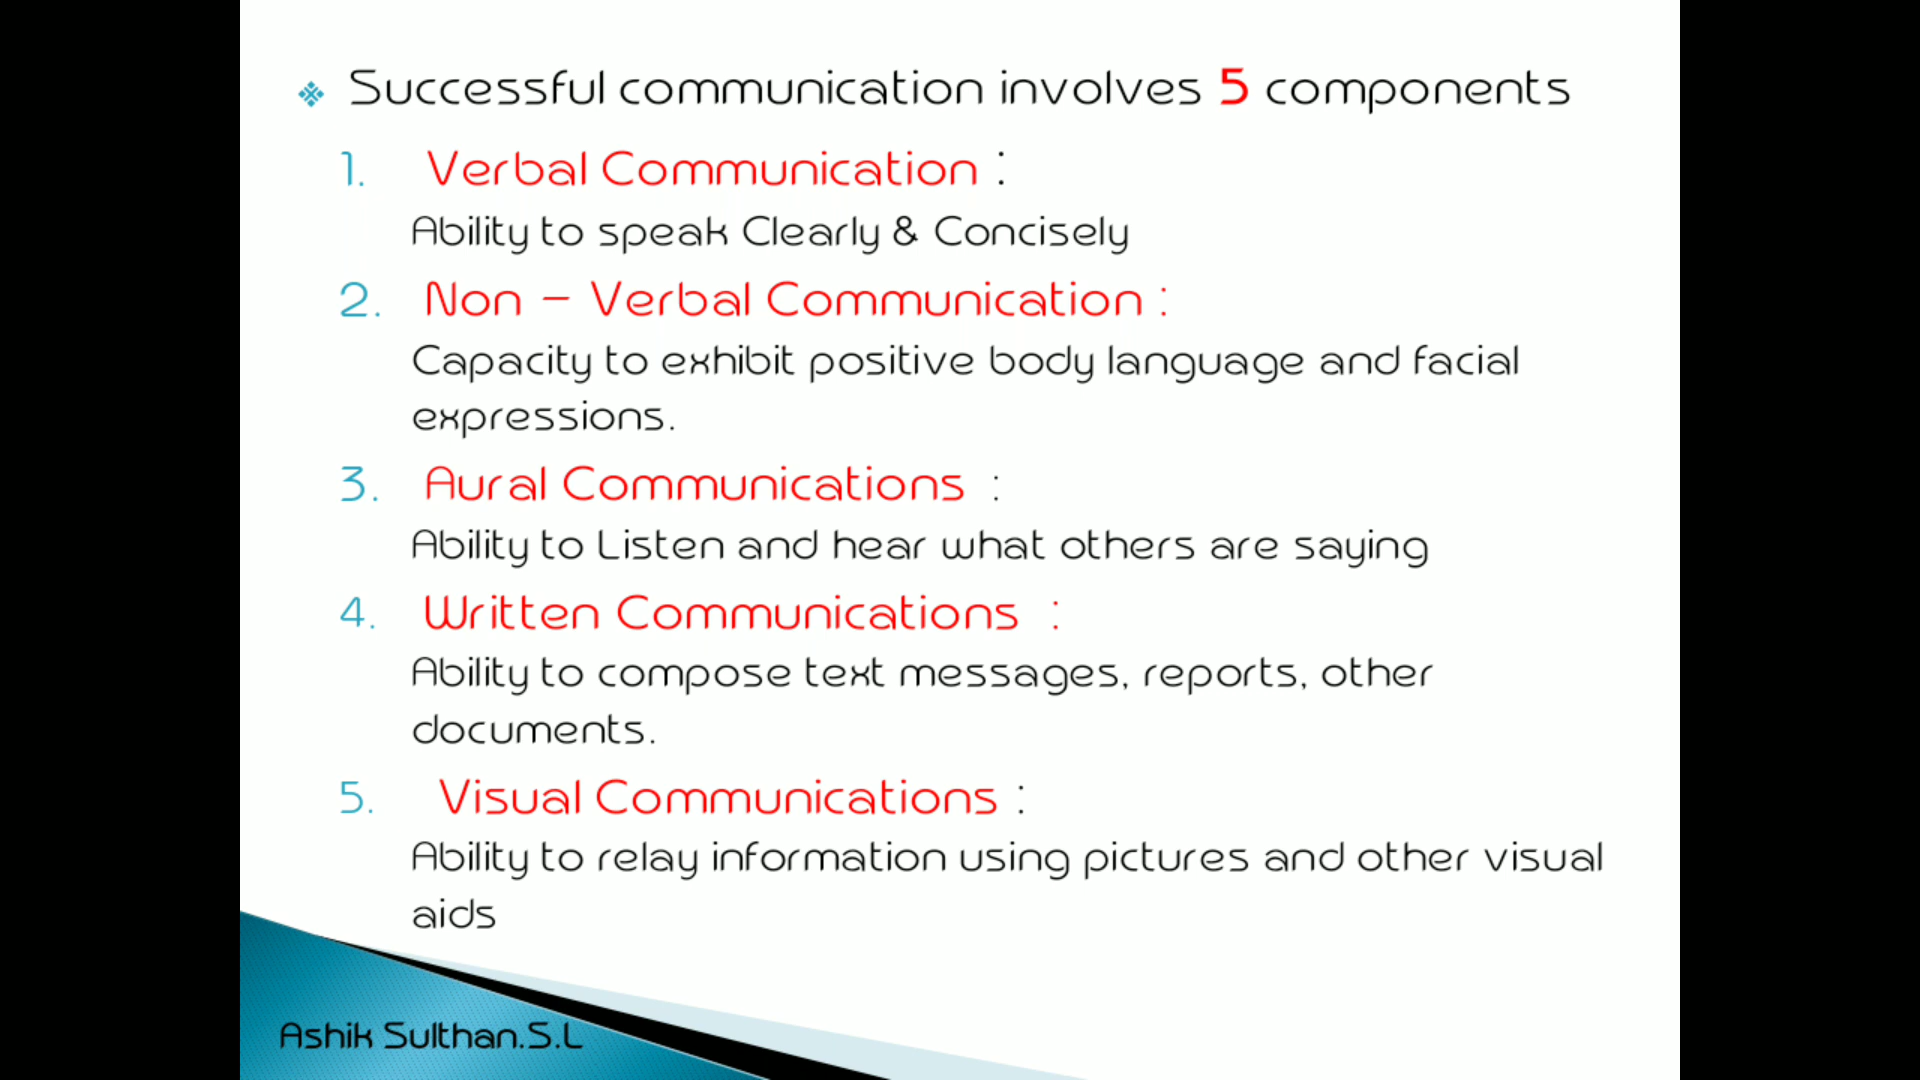 Successful communication involves 5 components
1. Verbal Communication :
Ability to speak Clearly & Concisely
2. Non – Verbal Communication :
Capacity to exhibit positive body language and facial
expressions.
3. Aural Communications :
Ability to Listen and hear what others are saying
4. Written Communications :
Ability to compose text messages, reports, other
documents.
5. Visual Communications :
Ability to relay information using pictures and other visual
aids
Ashik Sulthan.S.L